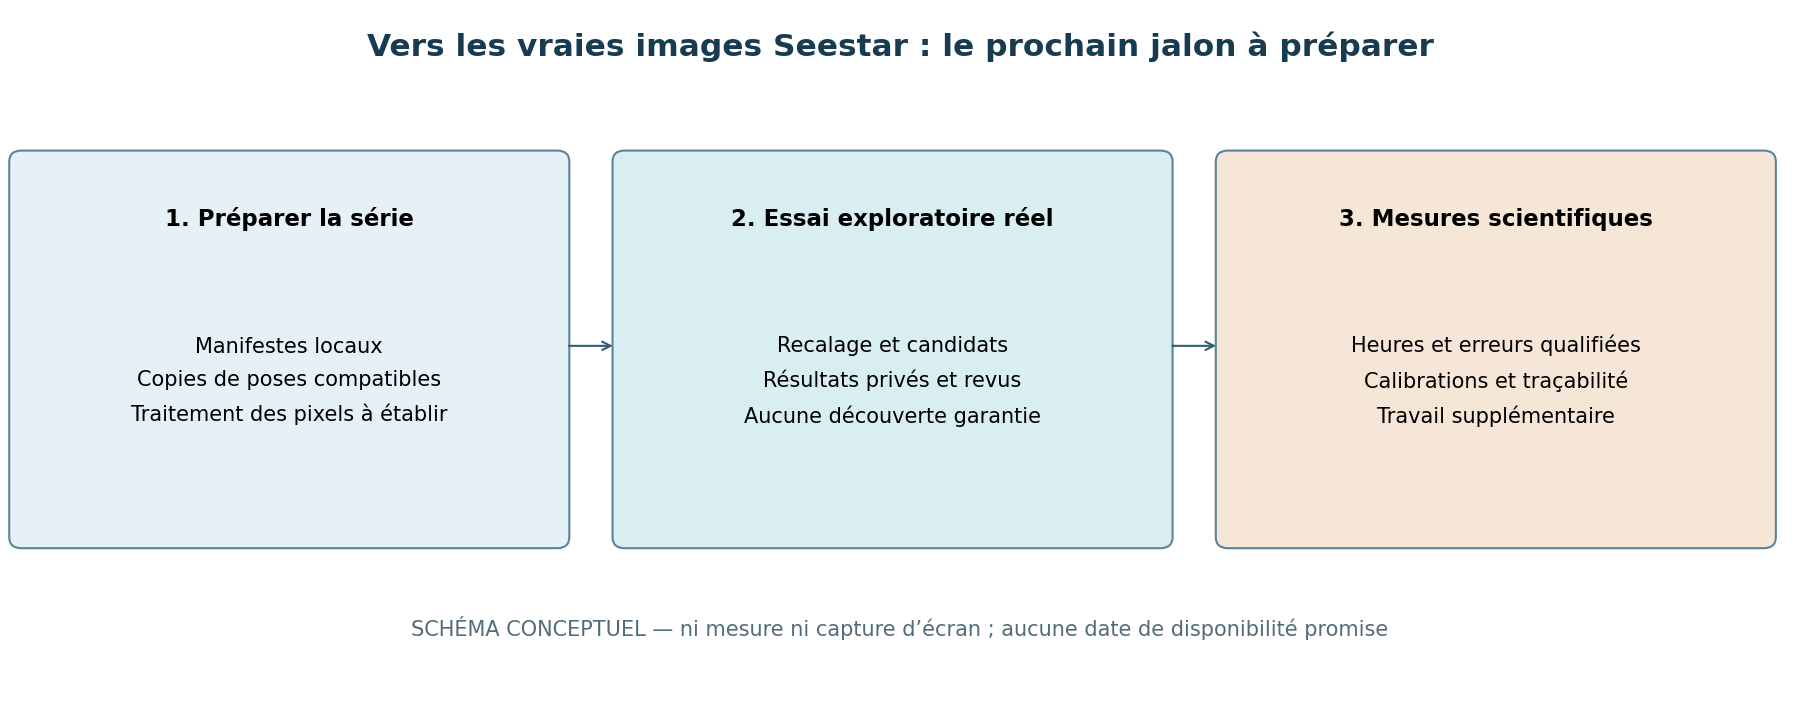 Vers les vraies images Seestar : le prochain jalon à préparer
1. Préparer la série
Manifestes locaux
Copies de poses compatibles
Traitement des pixels à établir
2. Essai exploratoire réel
Recalage et candidats
Résultats privés et revus
Aucune découverte garantie
3. Mesures scientifiques
Heures et erreurs qualifiées
Calibrations et traçabilité
Travail supplémentaire
SCHÉMA CONCEPTUEL — ni mesure ni capture d’écran ; aucune date de disponibilité promise